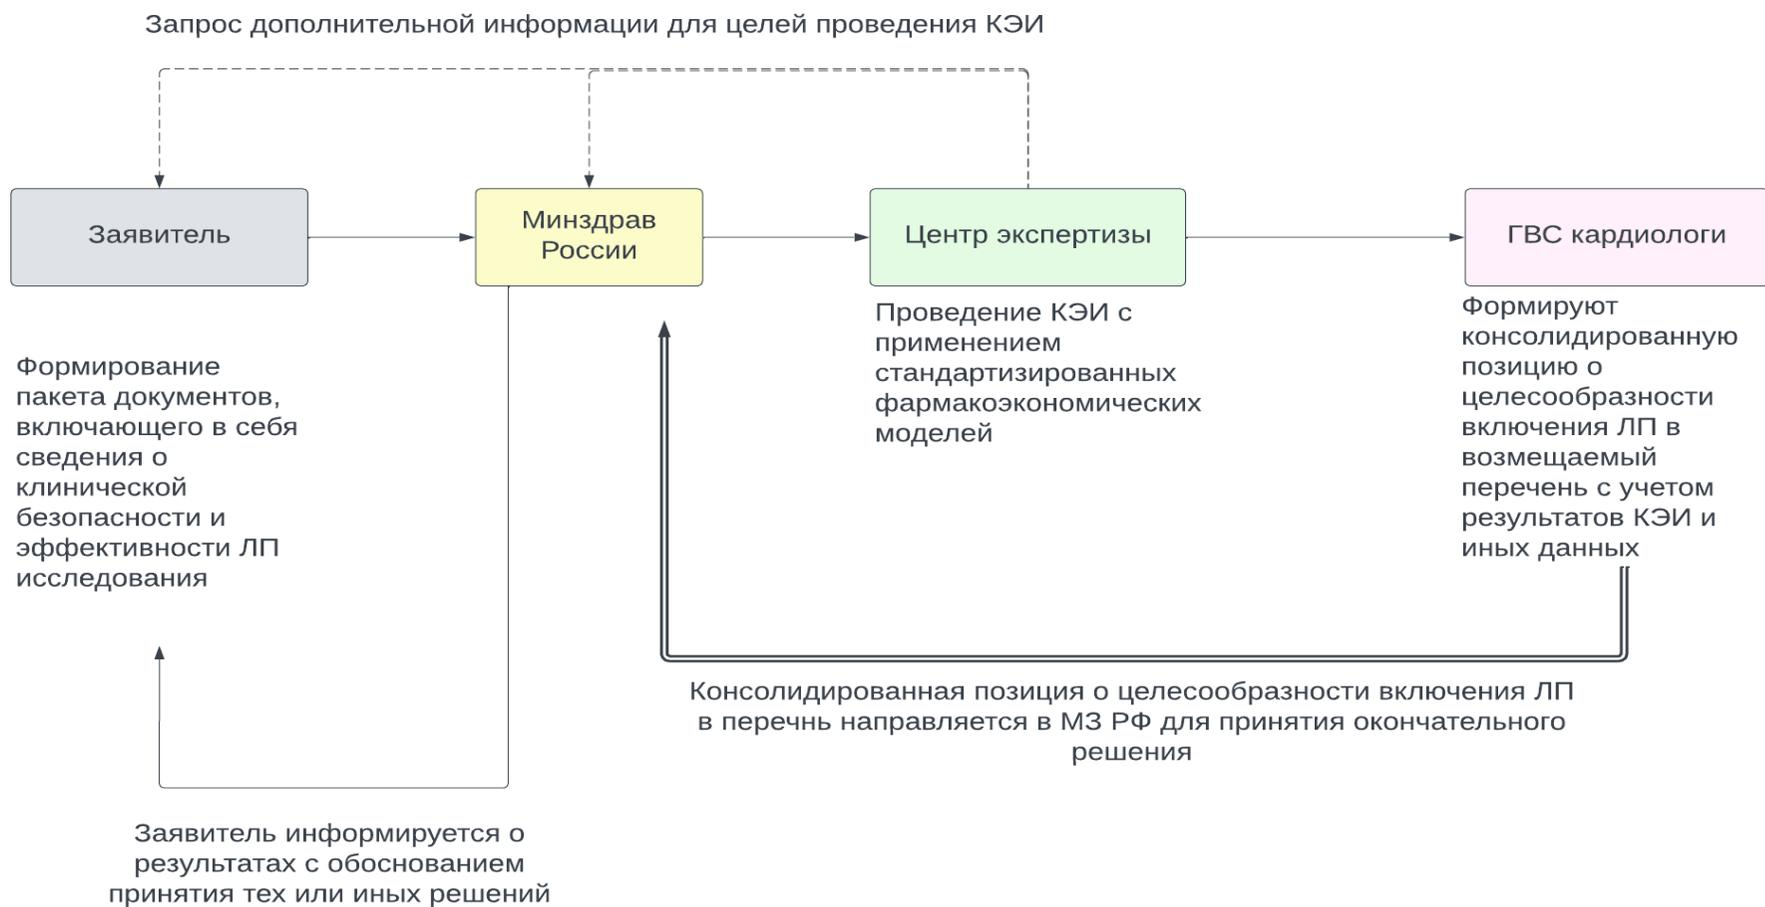 Запрос дополнительной информации для целей проведения КЭИ
Заявитель
Минздрав
России
Центр экспертизы
ГВС кардиологи
Формирование
пакета документов,
включающего в себя
сведения о
клинической
безопасности и
эффективности ЛП
исследования
Проведение КЭИ с
применением
стандартизированных
фармакоэкономических
моделей
Формируют
консолидированную
позицию о
целесообразности
включения ЛП в
возмещаемый
перечень с учетом
результатов КЭИ и
иных данных
Консолидированная позиция о целесообразности включения ЛП
в перечнь направляется в МЗ РФ для принятия окончательного
решения
Заявитель информируется о
результатах с обоснованием
принятия тех или иных решений